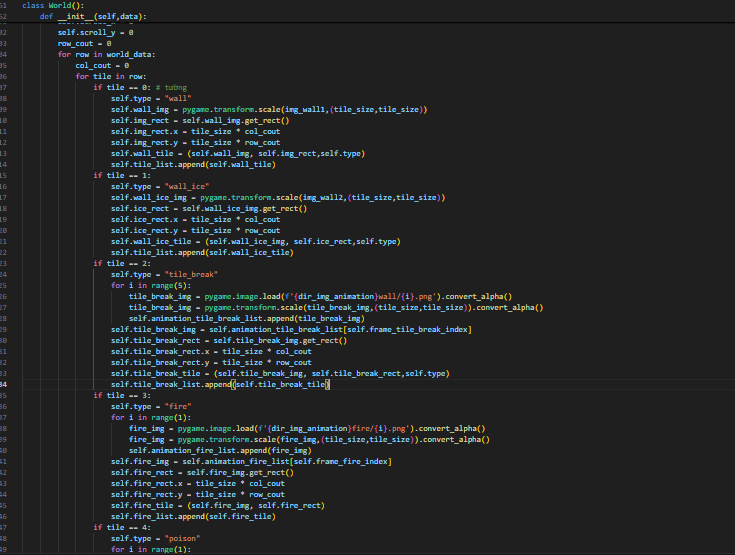 class World():
def __init__(self,data):
self.scroll_y = 0
row_cout = 0
for row in world_data:
col_cout = 0
for tile in row:
if tile == 0: # tường
self.type = "wall"
self.wall_img = pygame.transform.scale(img_wall1,(tile_size,tile_size))
self.img_rect = self.wall_img.get_rect()
self.img_rect.x = tile_size * col_cout
self.img_rect.y = tile_size * row_cout
self.wall_tile = (self.wall_img, self.img_rect,self.type)
self.tile_list.append(self.wall_tile)
if tile == 1:
self.type = "wall_ice"
self.wall_ice_img = pygame.transform.scale(img_wall2,(tile_size,tile_size))
self.ice_rect = self.wall_ice_img.get_rect()
self.ice_rect.x = tile_size * col_cout
self.ice_rect.y = tile_size * row_cout
self.wall_ice_tile = (self.wall_ice_img, self.ice_rect,self.type)
self.tile_list.append(self.wall_ice_tile)
if tile == 2:
self.type = "tile_break"
for i in range(5):
tile_break_img = pygame.image.load(f'{dir_img_animation}wall/{i}.png').convert_alpha()
tile_break_img = pygame.transform.scale(tile_break_img,(tile_size,tile_size)).convert_alpha()
self.animation_tile_break_list.append(tile_break_img)
self.tile_break_img = self.animation_tile_break_list[self.frame_tile_break_index]
self.tile_break_rect = self.tile_break_img.get_rect()
self.tile_break_rect.x = tile_size * col_cout
self.tile_break_rect.y = tile_size * row_cout
self.tile_break_tile = (self.tile_break_img, self.tile_break_rect,self.type)
self.tile_break_list.append(self.tile_break_tile)
if tile == 3:
self.type = "fire"
for i in range(1):
fire_img = pygame.image.load(f'{dir_img_animation}fire/{i}.png').convert_alpha()
fire_img = pygame.transform.scale(fire_img,(tile_size,tile_size)).convert_alpha()
self.animation_fire_list.append(fire_img)
self.fire_img = self.animation_fire_list[self.frame_fire_index]
self.fire_rect = self.fire_img.get_rect()
self.fire_rect.x = tile_size * col_cout
self.fire_rect.y = tile_size * row_cout
self.fire_tile = (self.fire_img, self.fire_rect)
self.fire_list.append(self.fire_tile)
if tile == 4:
self.type = "poison"
for i in range(1):